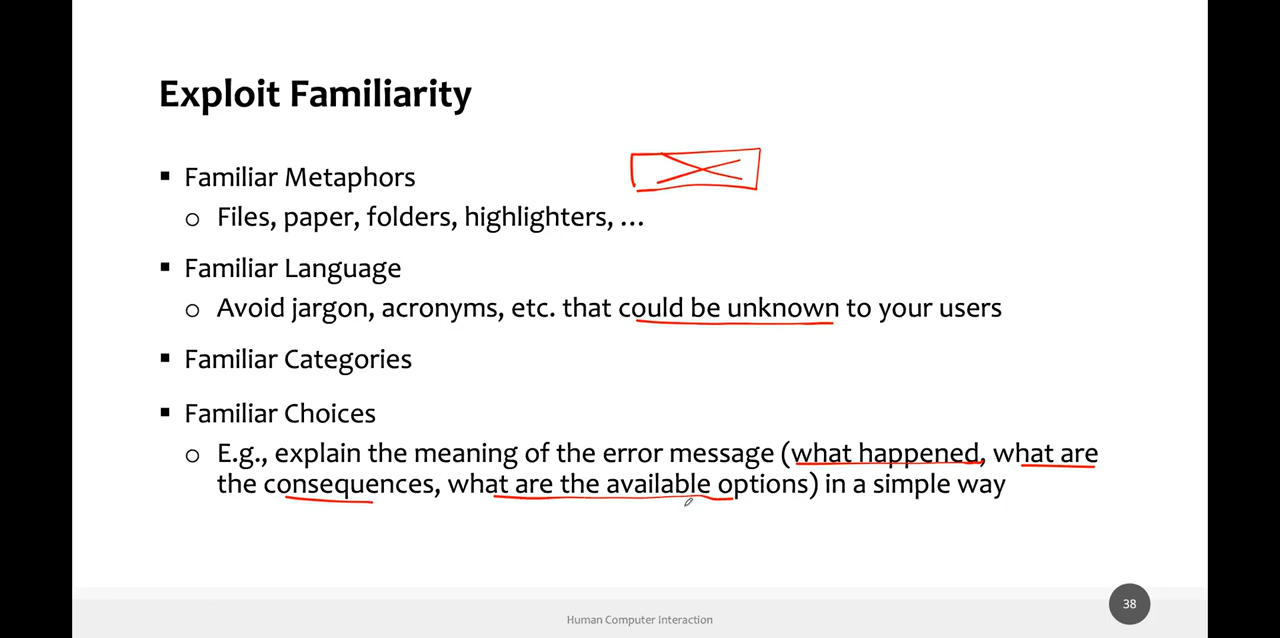 Exploit Familiarity
▪ Familiar Metaphors
o Files, paper, folders, highlighters, …
▪ Familiar Language
o Avoid jargon, acronyms, etc. that could be unknown to your users
▪ Familiar Categories
▪ Familiar Choices
o E.g., explain the meaning of the error message (what happened, what are
the consequences, what are the available options) in a simple way
Human Computer Interaction
38